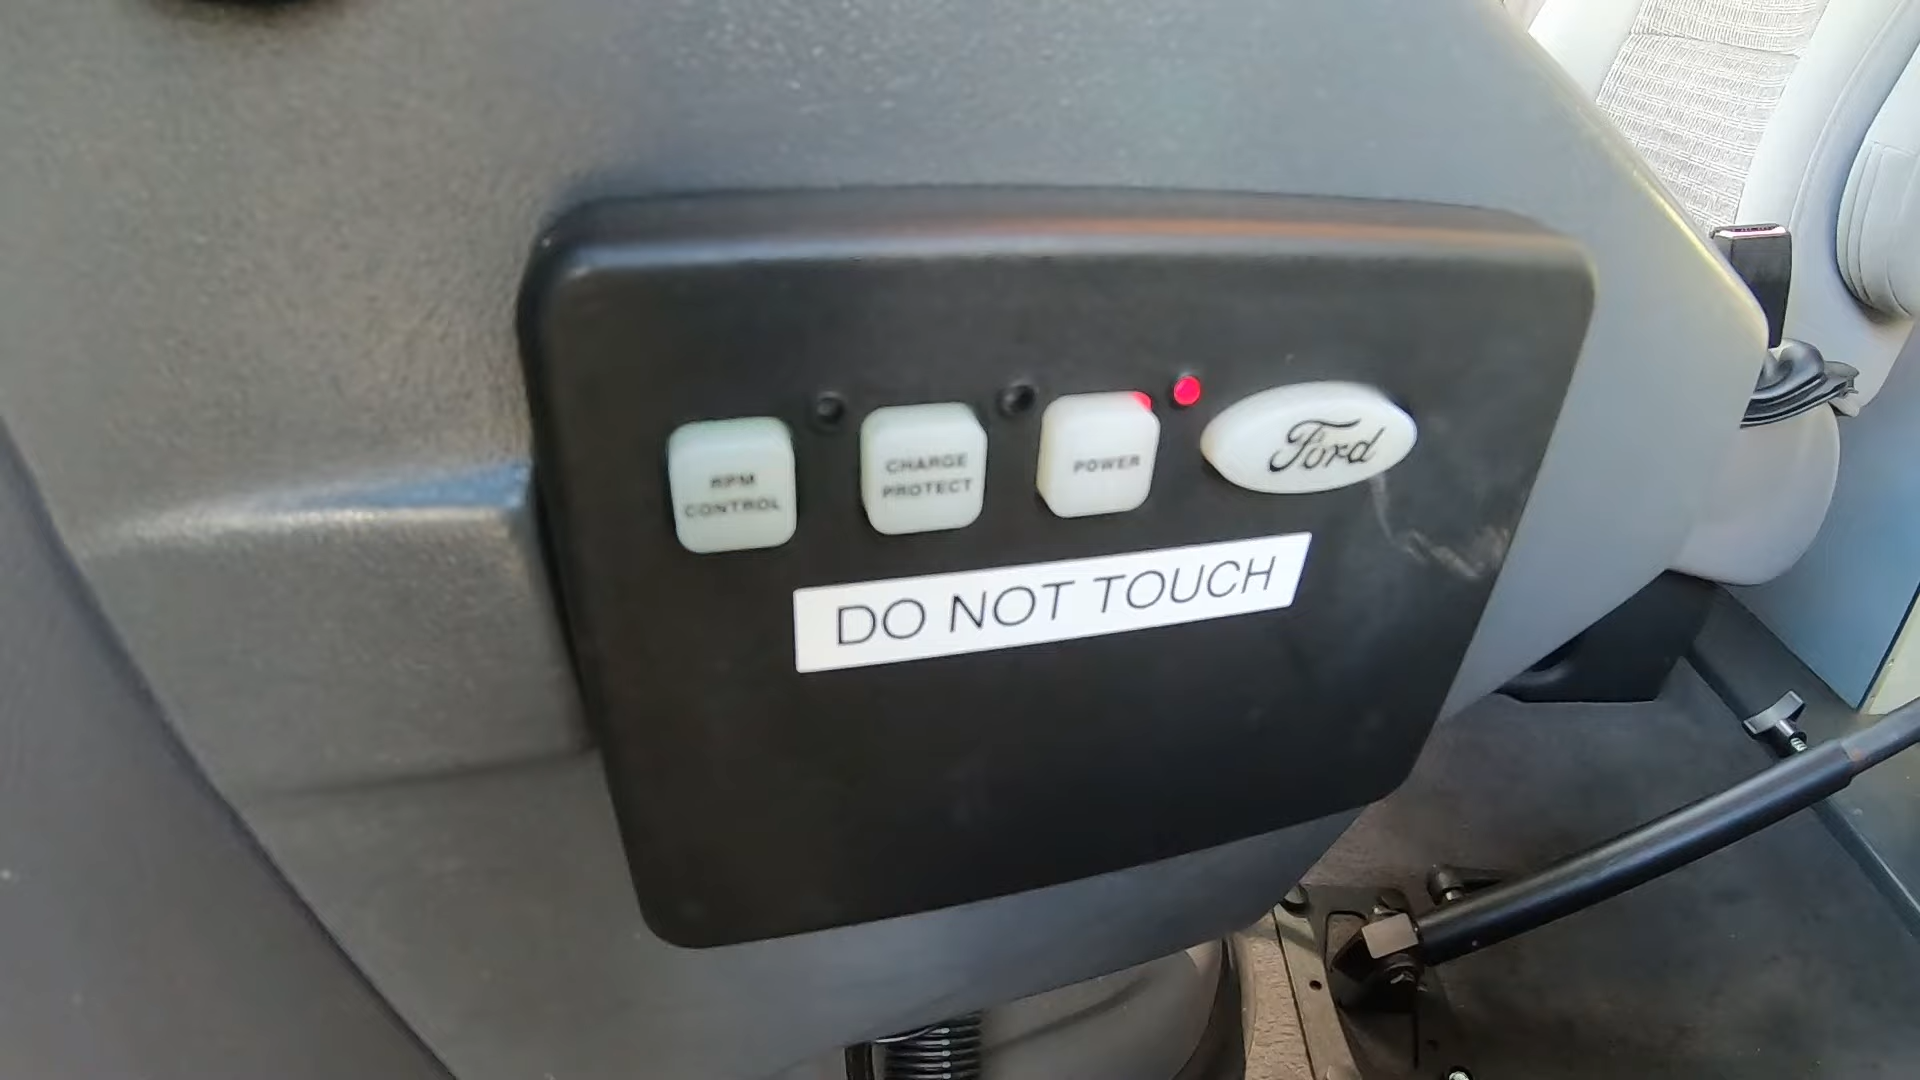 RPM
CONTROL
CHARGE
PROTECT
POWER
Ford
DO NOT TOUCH